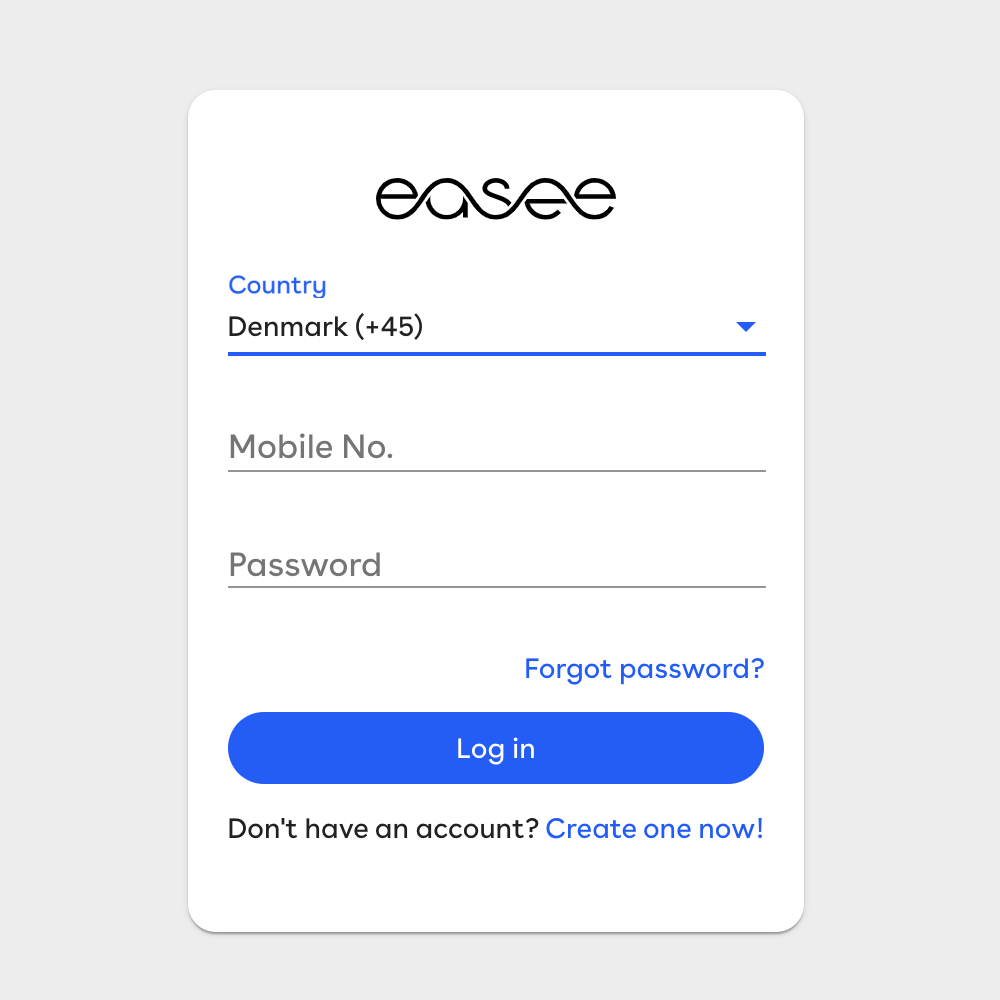 easee
Country
Denmark (+45)
Mobile No.
Password
Forgot password?
Log in
Don't have an account? Create one now!